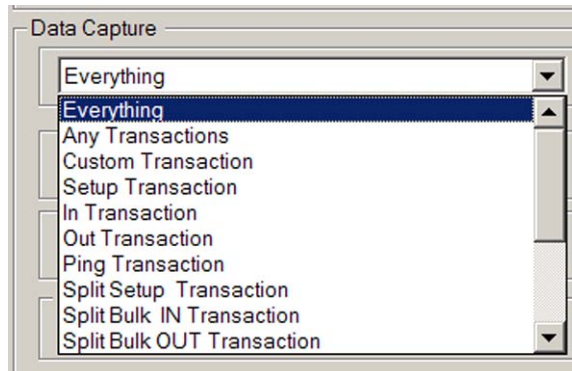 Data Capture
Everything
Everything
Any Transactions
Custom Transaction
Setup Transaction
In Transaction
Out Transaction
Ping Transaction
Split Setup  Transaction
Split Bulk  IN Transaction
Split Bulk OUT Transaction